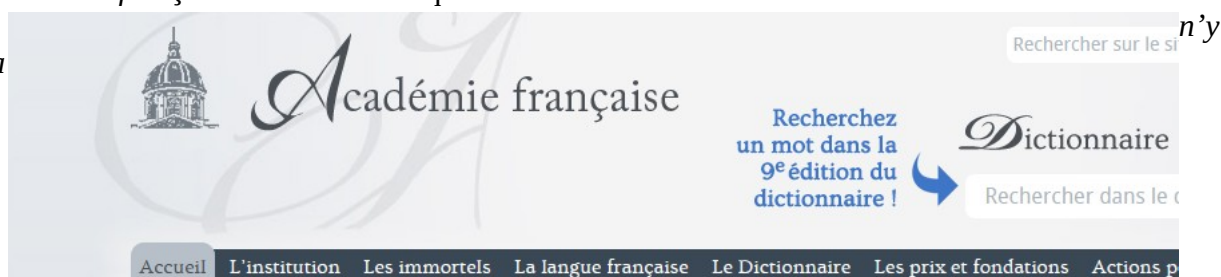 n'y
Rechercher sur le si
Académie française
Recherchez
un mot dans la
9e édition du
dictionnaire !
Dictionnaire
Rechercher dans le d
Accueil L'institution Les immortels La langue française Le Dictionnaire Les prix et fondations Actions p